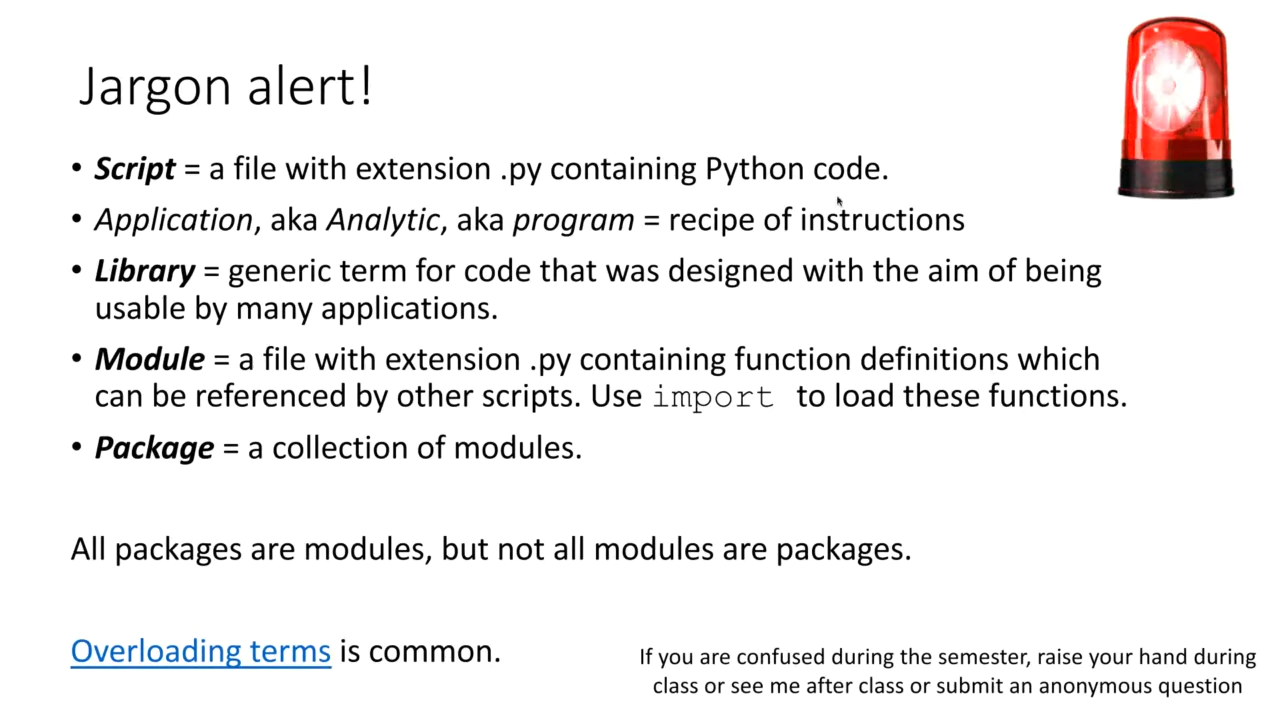 Jargon alert!
• Script = a file with extension .py containing Python code.
• Application, aka Analytic, aka program = recipe of instructions
• Library = generic term for code that was designed with the aim of being
usable by many applications.
• Module = a file with extension .py containing function definitions which
can be referenced by other scripts. Use import to load these functions.
• Package = a collection of modules.
All packages are modules, but not all modules are packages.
Overloading terms is common.
If you are confused during the semester, raise your hand during
class or see me after class or submit an anonymous question